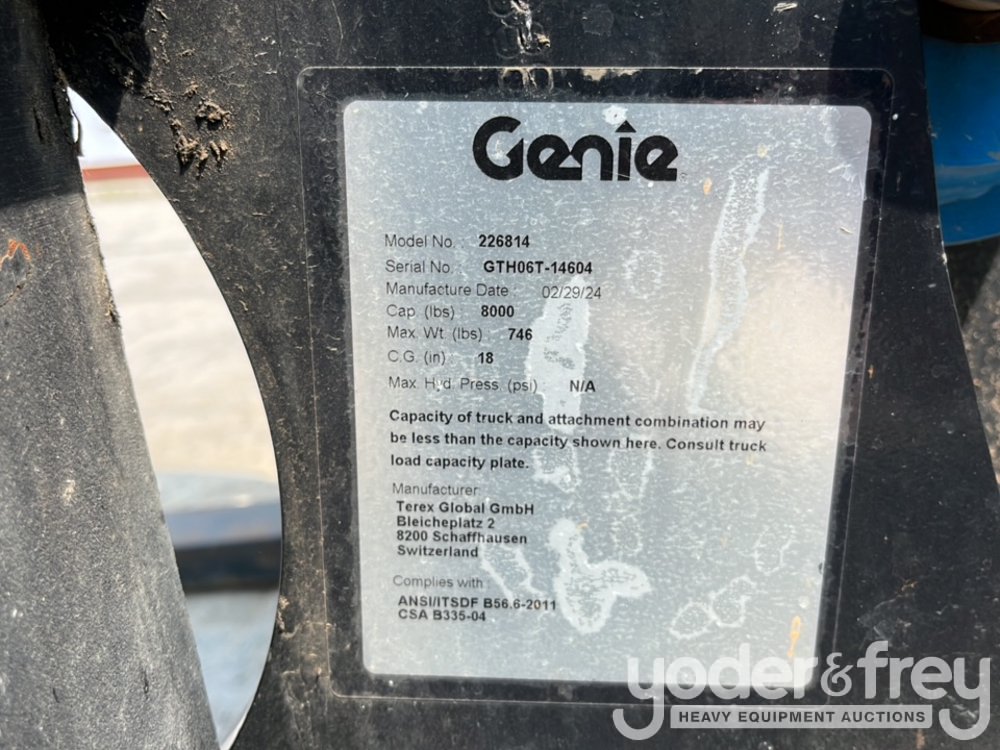 Genie
Model No. : 226814
Serial No. : GTH06T-14604
Manufacture Date : 02/29/24
Cap. (lbs) 8000
Max. Wt. (lbs) 746
C.G. (in) : 18
Max. Hyd. Press. (psi) : N/A
Capacity of truck and attachment combination may
be less than the capacity shown here. Consult truck
load capacity plate.
Manufacturer
Terex Global GmbH
Bleicheplatz 2
8200 Schaffhausen
Switzerland
Complies with
ANSI/ITSDF B56.6-2011
CSA B335-04
yoder&frey
HEAVY EQUIPMENT AUCTIONS